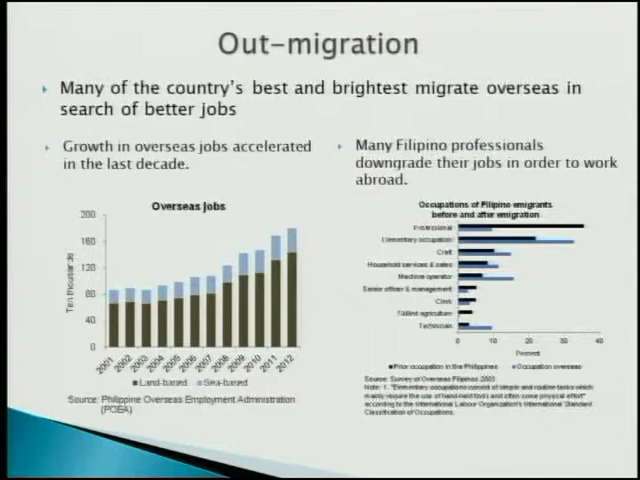 Out-migration
Many of the country's best and brightest migrate overseas in
search of better jobs
Growth in overseas jobs accelerated
in the last decade.
Many Filipino professionals
downgrade their jobs in order to work
abroad.
Overseas Jobs
200
160
120
80
40
0
Ten thousands
2001 2002 2003 2004 2005 2006 2007 2008 2009 2010 2011 2012
Land-based Sea-based
Source: Philippine Overseas Employment Administration
(POEA)
Occupations of Filipino emigrants
before and after emigration
Professional
Elementary occupation
Craft
Household services & sales
Machine operator
Senior officer & management
Clerk
Skilled agriculture
Technician
0 10 20 30 40
Percent
Prior occupation in the Philippines Occupation overseas
Source: Survey of Overseas Filipinos, 2003
Note: 1. "Elementary occupations consist of simple and routine tasks which
mainly require the use of hand-held tools and often some physical effort"
according to the International Labour Organization's International Standard
Classification of Occupations.